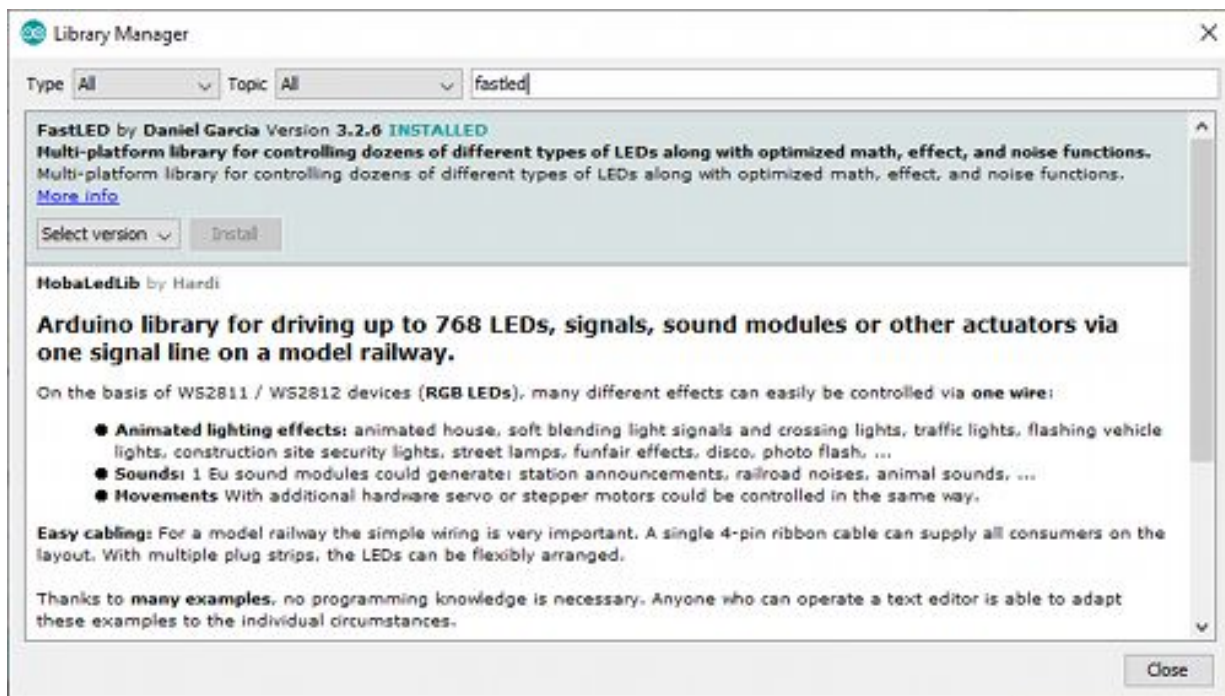 Library Manager
Type All Topic All fastled
FastLED by Daniel Garcia Version 3.2.6 INSTALLED
Multi-platform library for controlling dozens of different types of LEDs along with optimized math, effect, and noise functions.
Multi-platform library for controlling dozens of different types of LEDs along with optimized math, effect, and noise functions.
More info
Select version Install
MobaLedLib by Hardi
Arduino library for driving up to 768 LEDs, signals, sound modules or other actuators via
one signal line on a model railway.
On the basis of WS2811 / WS2812 devices (RGB LEDs), many different effects can easily be controlled via one wire:
● Animated lighting effects: animated house, soft blending light signals and crossing lights, traffic lights, flashing vehicle
lights, construction site security lights, street lamps, funfair effects, disco, photo flash, ...
● Sounds: 1 Eu sound modules could generate: station announcements, railroad noises, animal sounds, ...
● Movements With additional hardware servo or stepper motors could be controlled in the same way.
Easy cabling: For a model railway the simple wiring is very important. A single 4-pin ribbon cable can supply all consumers on the
layout. With multiple plug strips, the LEDs can be flexibly arranged.
Thanks to many examples, no programming knowledge is necessary. Anyone who can operate a text editor is able to adapt
these examples to the individual circumstances.
Close